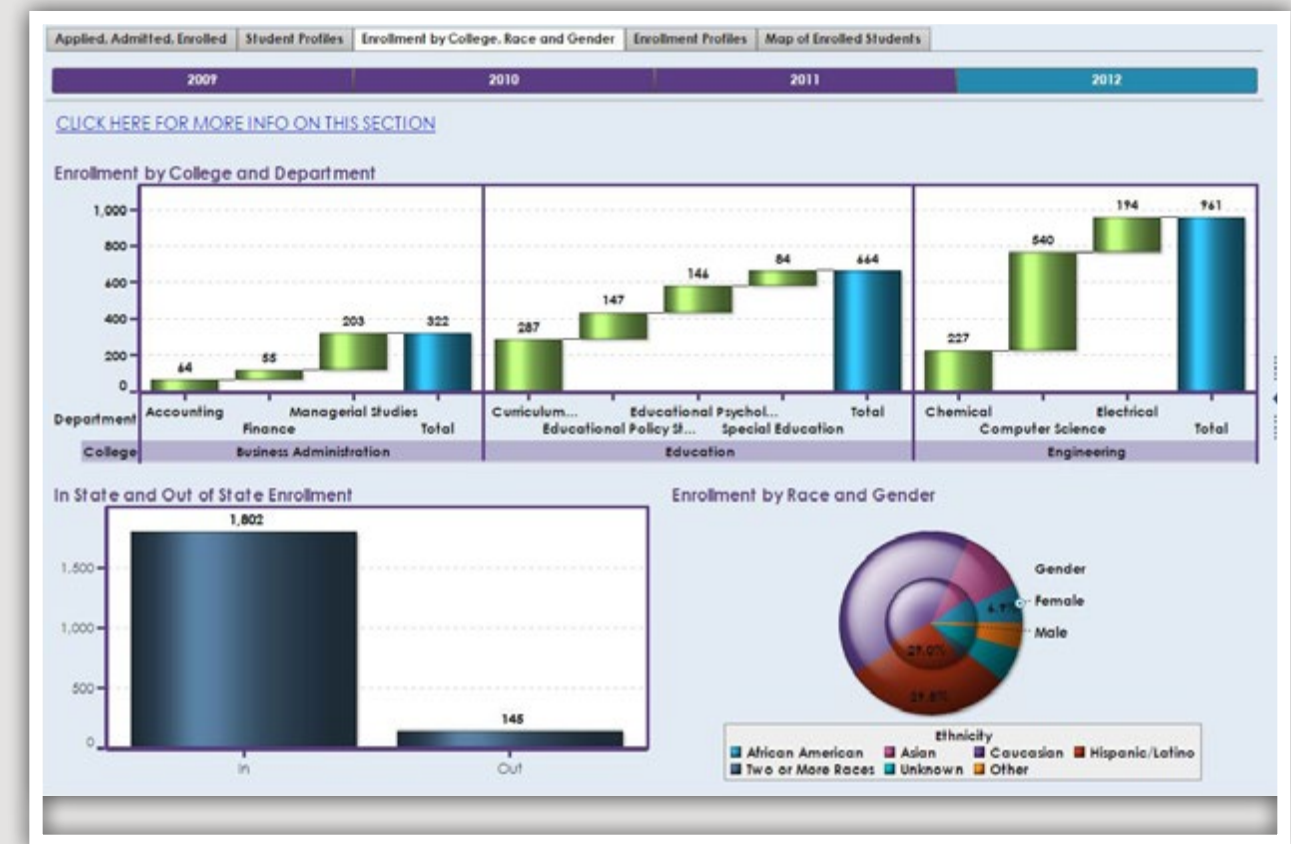 Applied, Admitted, Enrolled Student Profiles Enrollment by College, Race and Gender Enrollment Profiles Map of Enrolled Students
2009 2010 2011 2012
CLICK HERE FOR MORE INFO ON THIS SECTION
Enrollment by College and Department
1,000
800
600
400
200
0
64 55 203 322 287 147 146 84 664 227 540 194 961
Department Accounting Managerial Studies Curriculum... Educational Psychol... Total Chemical Electrical
Finance Total Educational Policy St... Special Education Computer Science Total
College Business Administration Education Engineering
In State and Out of State Enrollment
1,802
1,500
1,000
500
0
145
In Out
Enrollment by Race and Gender
Gender
Female
Male
6.9%
29.0%
Ethnicity
African American Asian Caucasian Hispanic/Latino
Two or More Races Unknown Other